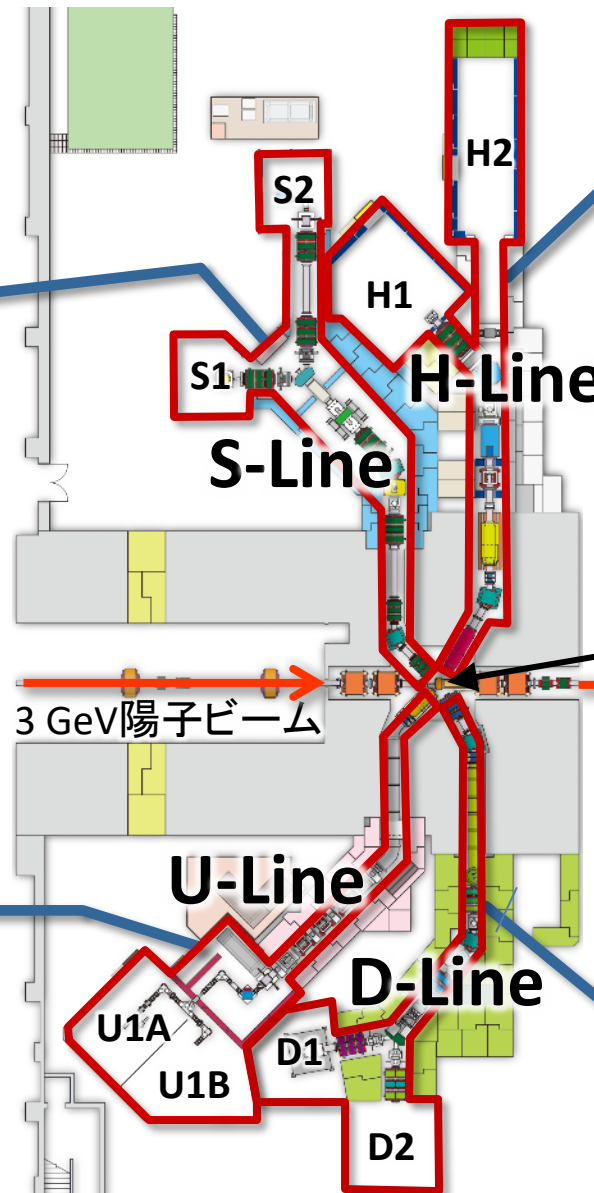 H2
S2
H1
S1
H-Line
S-Line
3 GeV陽子ビーム
U-Line
D-Line
U1A
D1
U1B
D2